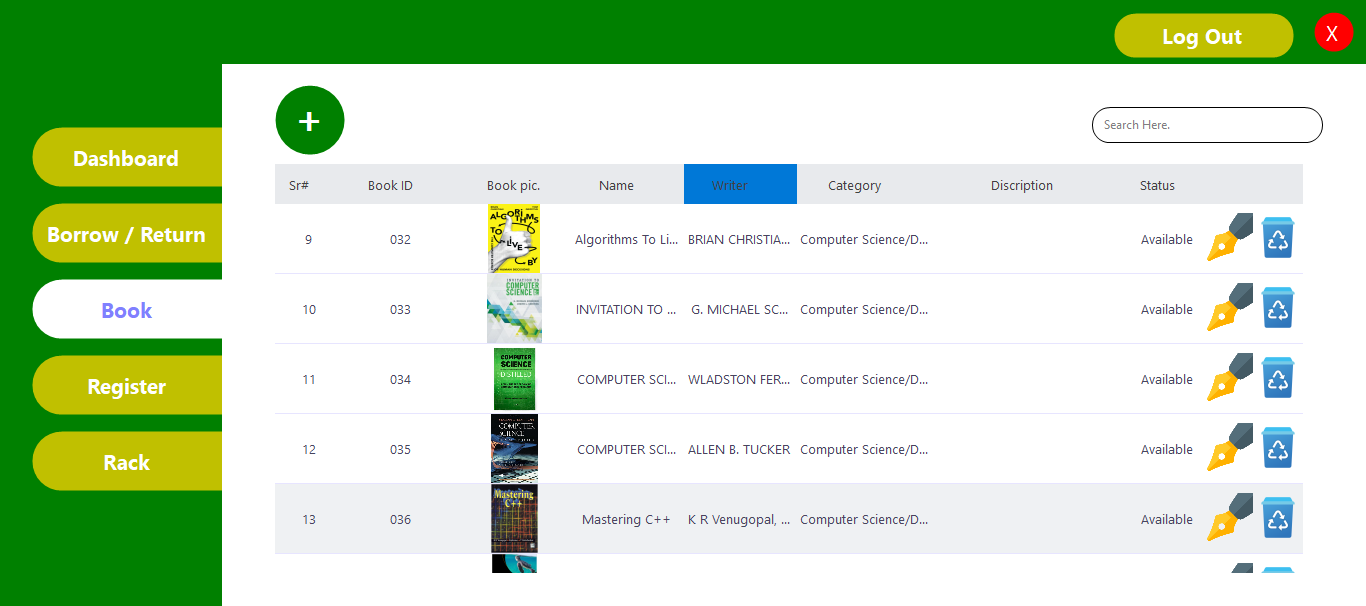 Log Out
X
+
Search Here.
Dashboard
Borrow / Return
Book
Register
Rack
Sr# Book ID Book pic. Name Writer Category Discription Status
9 032 Algorithms To Li... BRIAN CHRISTIA... Computer Science/D... Available
ALGORITHMS
TO
LIVE
BY
10 033 INVITATION TO ... G. MICHAEL SC... Computer Science/D... Available
INVITATION TO
COMPUTER
SCIENCE
11 034 COMPUTER SCI... WLADSTON FER... Computer Science/D... Available
COMPUTER
SCIENCE
DISTILLED
12 035 COMPUTER SCI... ALLEN B. TUCKER Computer Science/D... Available
COMPUTER
SCIENCE
13 036 Mastering C++ K R Venugopal, ... Computer Science/D... Available
Mastering
C++